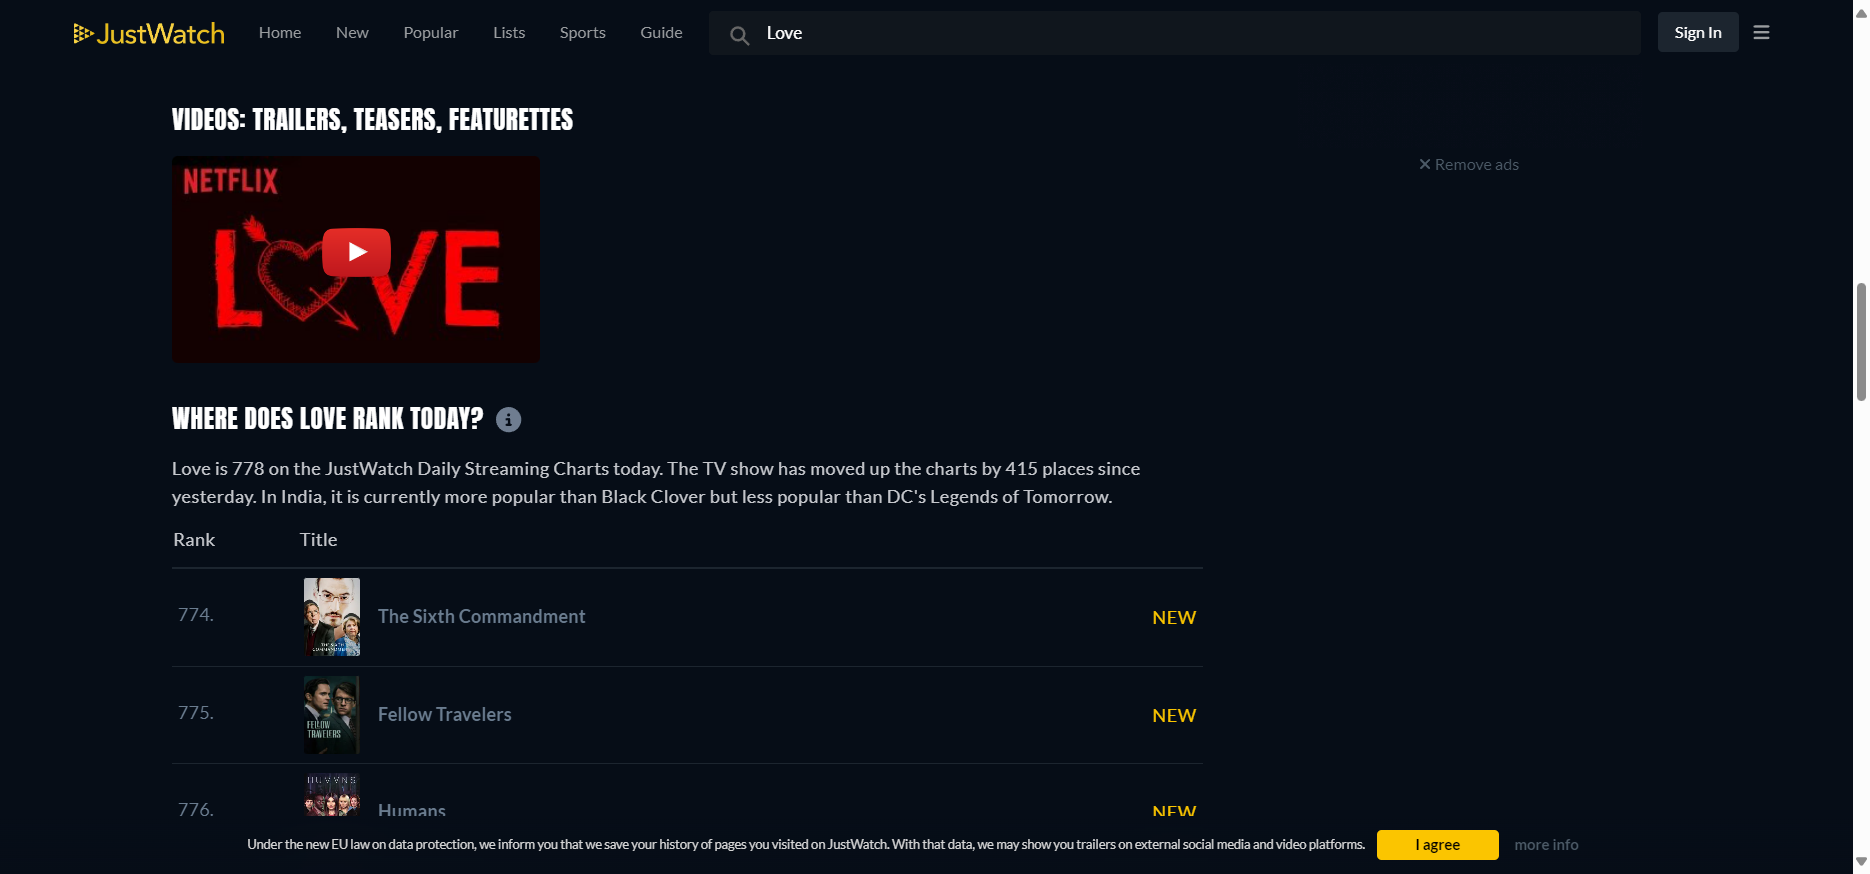 JustWatch Home New Popular Lists Sports Guide Love Sign In
VIDEOS: TRAILERS, TEASERS, FEATURETTES
Remove ads
NETFLIX
LOVE
WHERE DOES LOVE RANK TODAY?
Love is 778 on the JustWatch Daily Streaming Charts today. The TV show has moved up the charts by 415 places since
yesterday. In India, it is currently more popular than Black Clover but less popular than DC's Legends of Tomorrow.
Rank Title
774. The Sixth Commandment NEW
THE SIXTH
COMMANDMENT
775. Fellow Travelers NEW
FELLOW
TRAVELERS
HUMANS
776. Humans NEW
Under the new EU law on data protection, we inform you that we save your history of pages you visited on JustWatch. With that data, we may show you trailers on external social media and video platforms. I agree more info